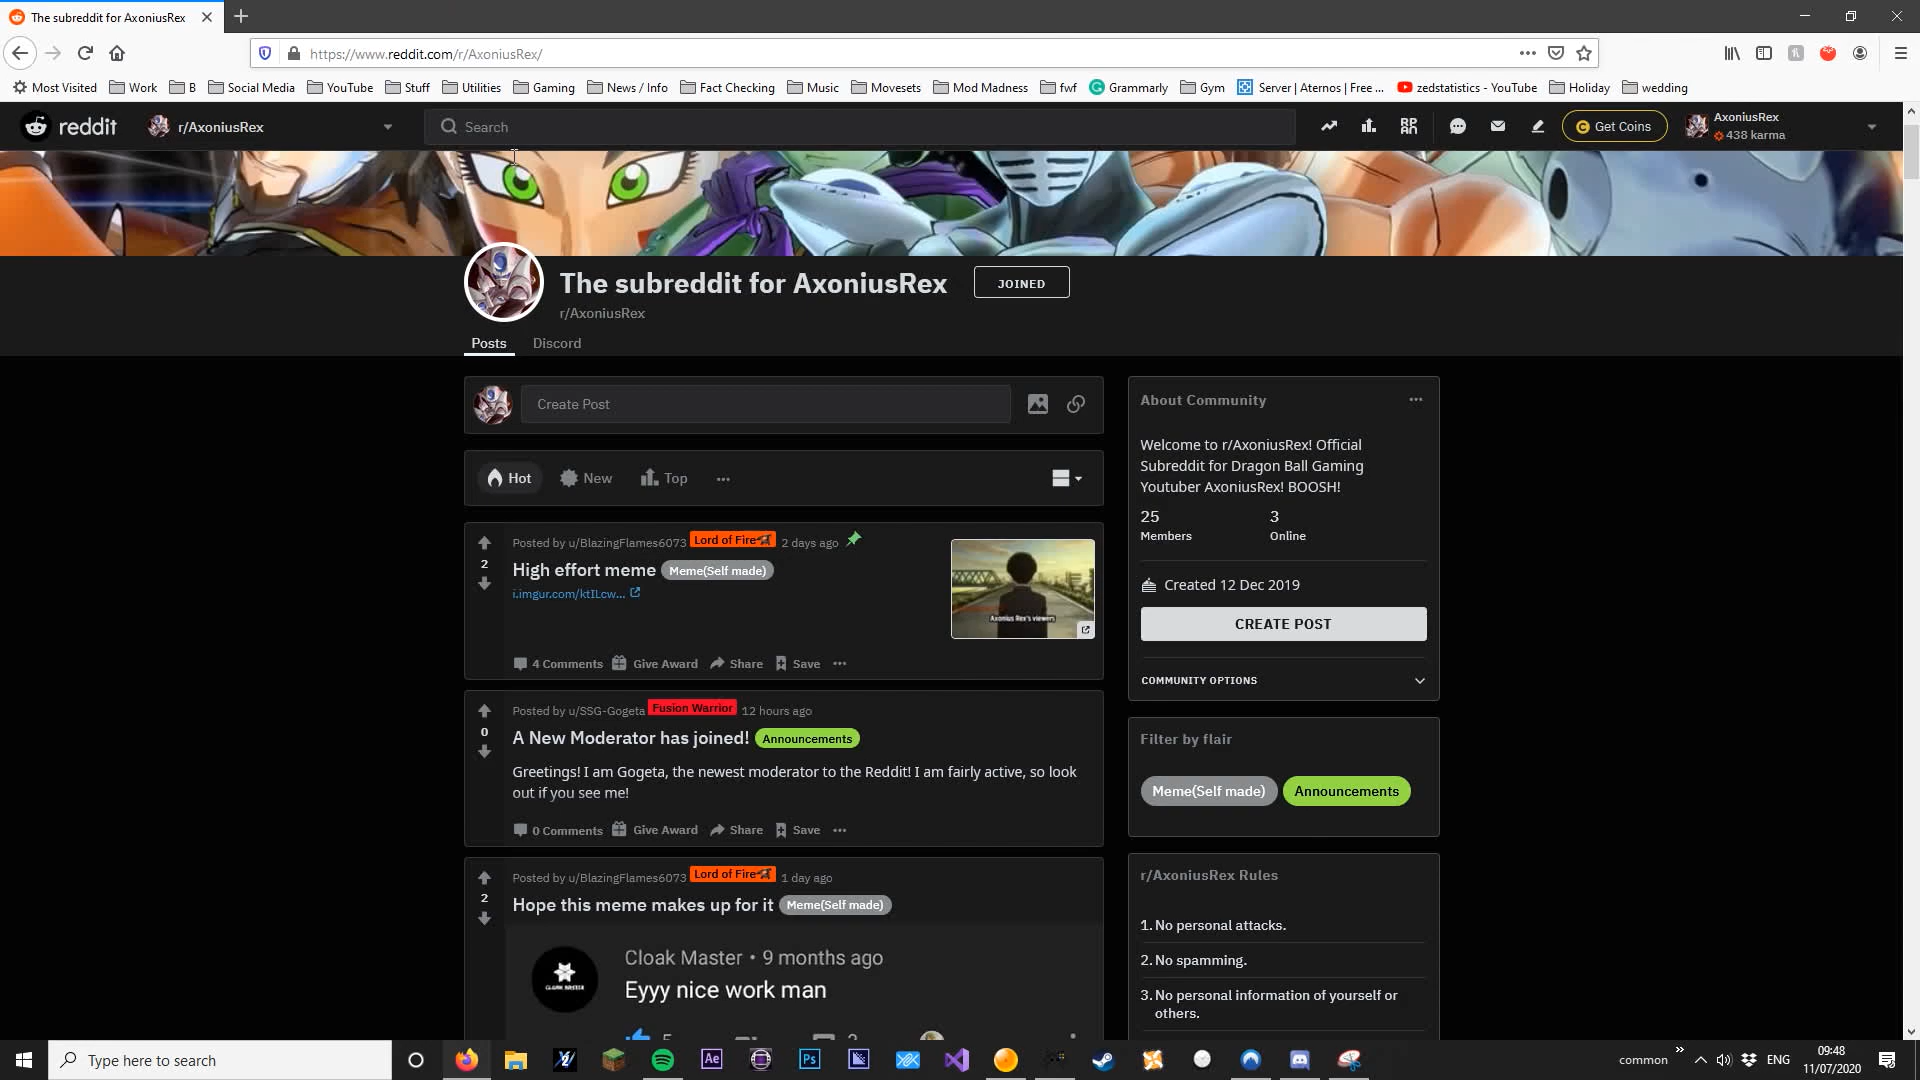 The subreddit for AxoniusRex
https://www.reddit.com/r/AxoniusRex/
Most Visited Work B Social Media YouTube Stuff Utilities Gaming News / Info Fact Checking Music Movesets Mod Madness fwf Grammarly Gym Server | Aternos | Free ... zedstatistics - YouTube Holiday wedding
reddit r/AxoniusRex Search Get Coins AxoniusRex
438 karma
The subreddit for AxoniusRex JOINED
r/AxoniusRex
Posts Discord
Create Post
Hot New Top
Posted by u/BlazingFlames6073 Lord of Fire 2 days ago
2
High effort meme Meme(Self made)
i.imgur.com/ktILcw...
Axonius Rex's viewers
4 Comments Give Award Share Save
Posted by u/SSG-Gogeta Fusion Warrior 12 hours ago
0
A New Moderator has joined! Announcements
Greetings! I am Gogeta, the newest moderator to the Reddit! I am fairly active, so look
out if you see me!
0 Comments Give Award Share Save
Posted by u/BlazingFlames6073 Lord of Fire 1 day ago
2
Hope this meme makes up for it Meme(Self made)
Cloak Master • 9 months ago
CLOAK MASTER
Eyyy nice work man
About Community
Welcome to r/AxoniusRex! Official
Subreddit for Dragon Ball Gaming
Youtuber AxoniusRex! BOOSH!
25 3
Members Online
Created 12 Dec 2019
CREATE POST
COMMUNITY OPTIONS
Filter by flair
Meme(Self made) Announcements
r/AxoniusRex Rules
1. No personal attacks.
2. No spamming.
3. No personal information of yourself or
others.
Type here to search
Ae Ps
common » ENG
09:48
11/07/2020